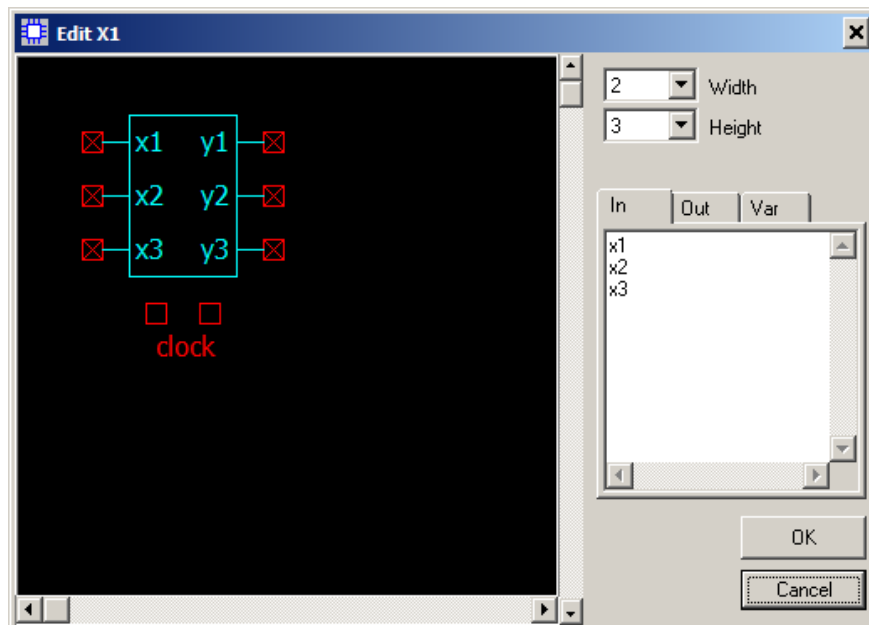 Edit X1
x1 y1
x2 y2
x3 y3
clock
2 Width
3 Height
In Out Var
x1
x2
x3
OK
Cancel